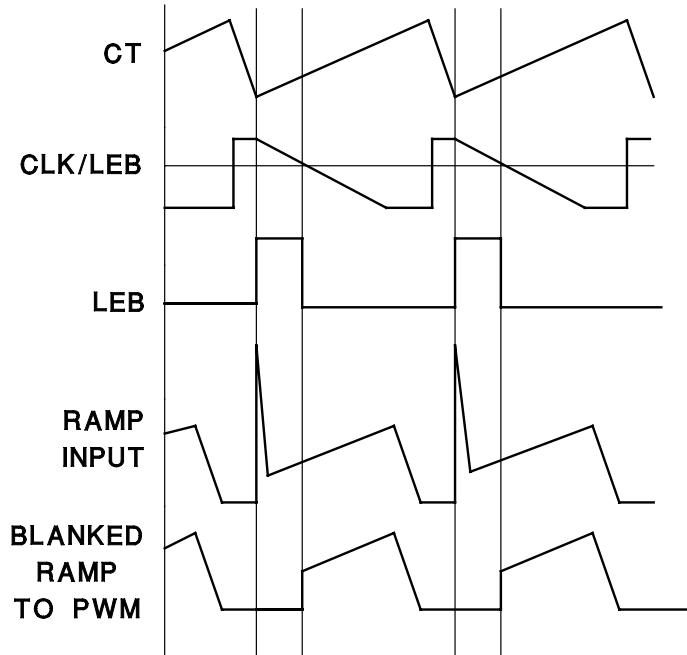 CT
CLK/LEB
LEB
RAMP
INPUT
BLANKED
RAMP
TO PWM